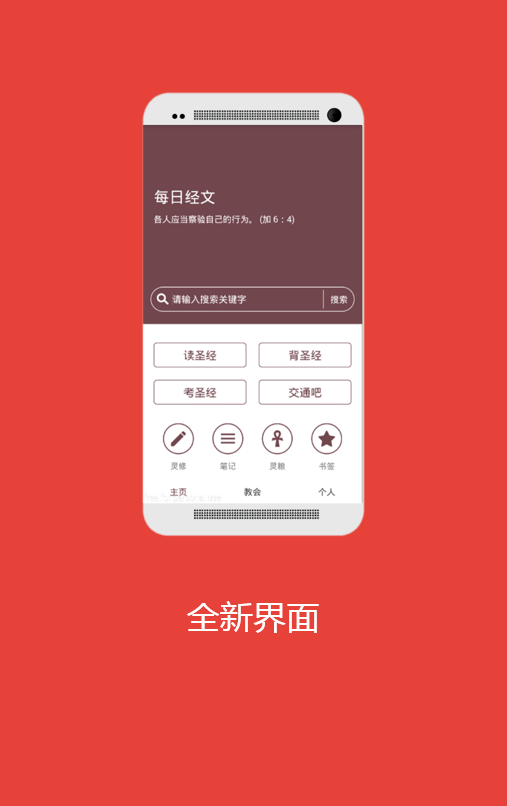 每日经文
各人应当察验自己的行为。 (加 6：4)
请输入搜索关键字 搜索
读圣经 背圣经
考圣经 交通吧
灵修 笔记 灵粮 书签
主页 教会 个人
全新界面